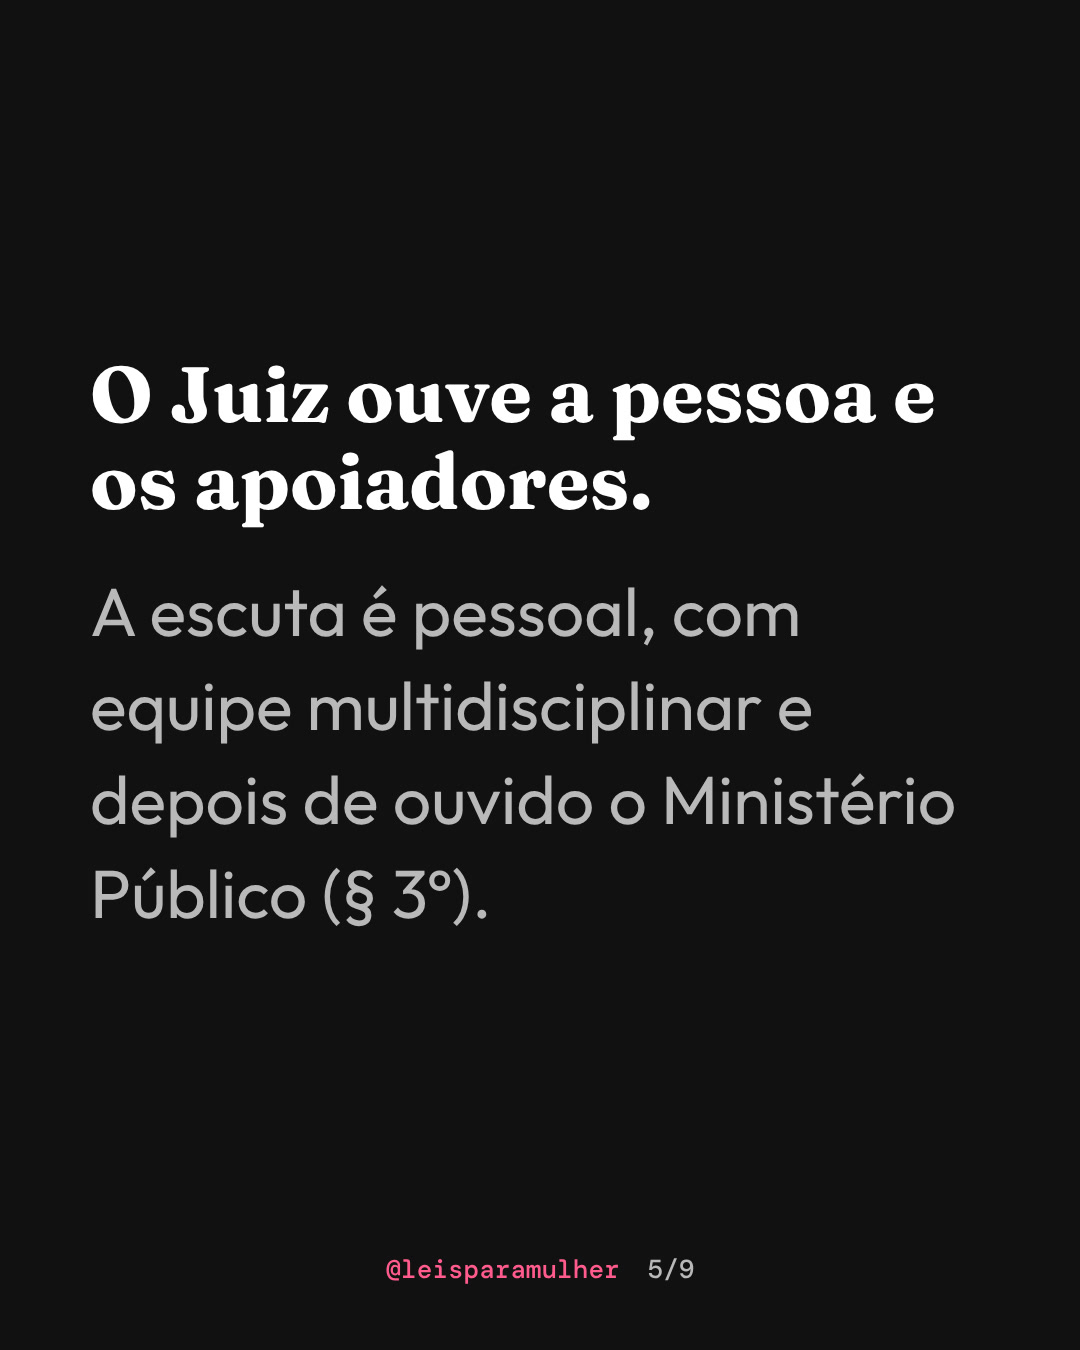 O Juiz ouve a pessoa e
os apoiadores.
A escuta é pessoal, com
equipe multidisciplinar e
depois de ouvido o Ministério
Público (§ 3º).
@leisparamulher 5/9